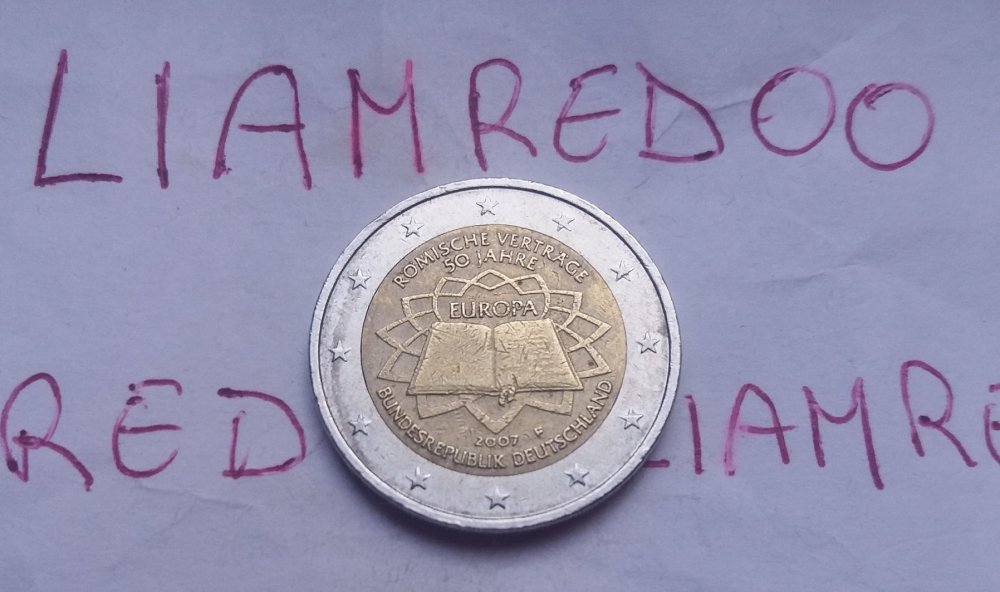 LIAMREDOO
RÖMISCHE VERTRÄGE
50 JAHRE
EUROPA
RED LIAMRE
2007 F
BUNDESREPUBLIK DEUTSCHLAND